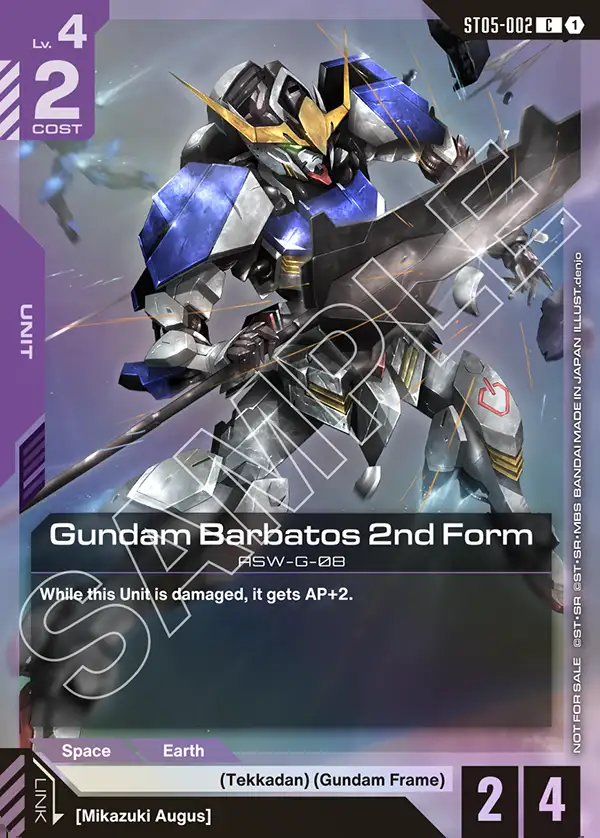 Lv. 4
2
COST
ST05-002 C 1
UNIT
SAMPLE
NOT FOR SALE ©ST・SR ©ST・SR・MBS BANDAI MADE IN JAPAN ILLUST.denjo
Gundam Barbatos 2nd Form
ASW-G-08
While this Unit is damaged, it gets AP+2.
Space Earth
LINK
(Tekkadan) (Gundam Frame)
[Mikazuki Augus]
2 4